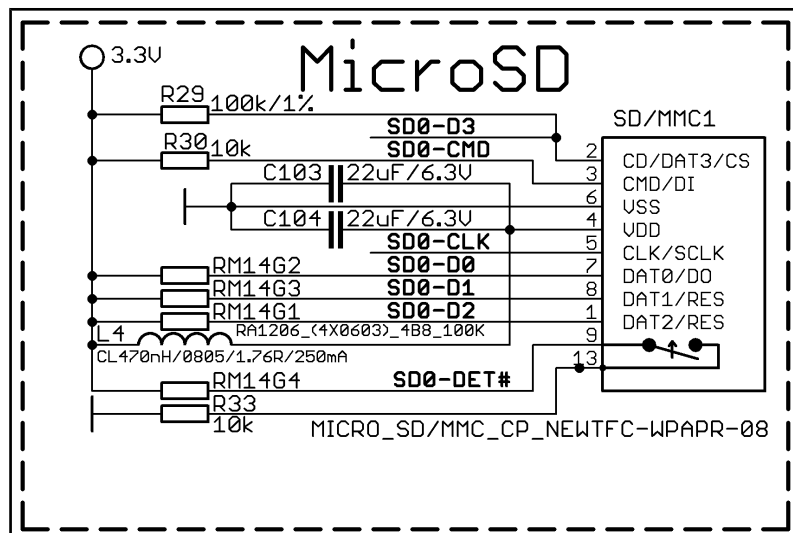 3.3V
MicroSD
R29
100k/1%
SD0-D3
SD/MMC1
R30
10k
SD0-CMD
2
CD/DAT3/CS
C103
22uF/6.3V
3
CMD/DI
6
VSS
C104
22uF/6.3V
4
VDD
SD0-CLK
5
CLK/SCLK
RM14G2
SD0-D0
7
DAT0/DO
RM14G3
SD0-D1
8
DAT1/RES
RM14G1
SD0-D2
1
DAT2/RES
L4
RA1206_(4X0603)_4B8_100K
9
CL470nH/0805/1.76R/250mA
13
RM14G4
SD0-DET#
R33
10k
MICRO_SD/MMC_CP_NEWTFC-WPAPR-08